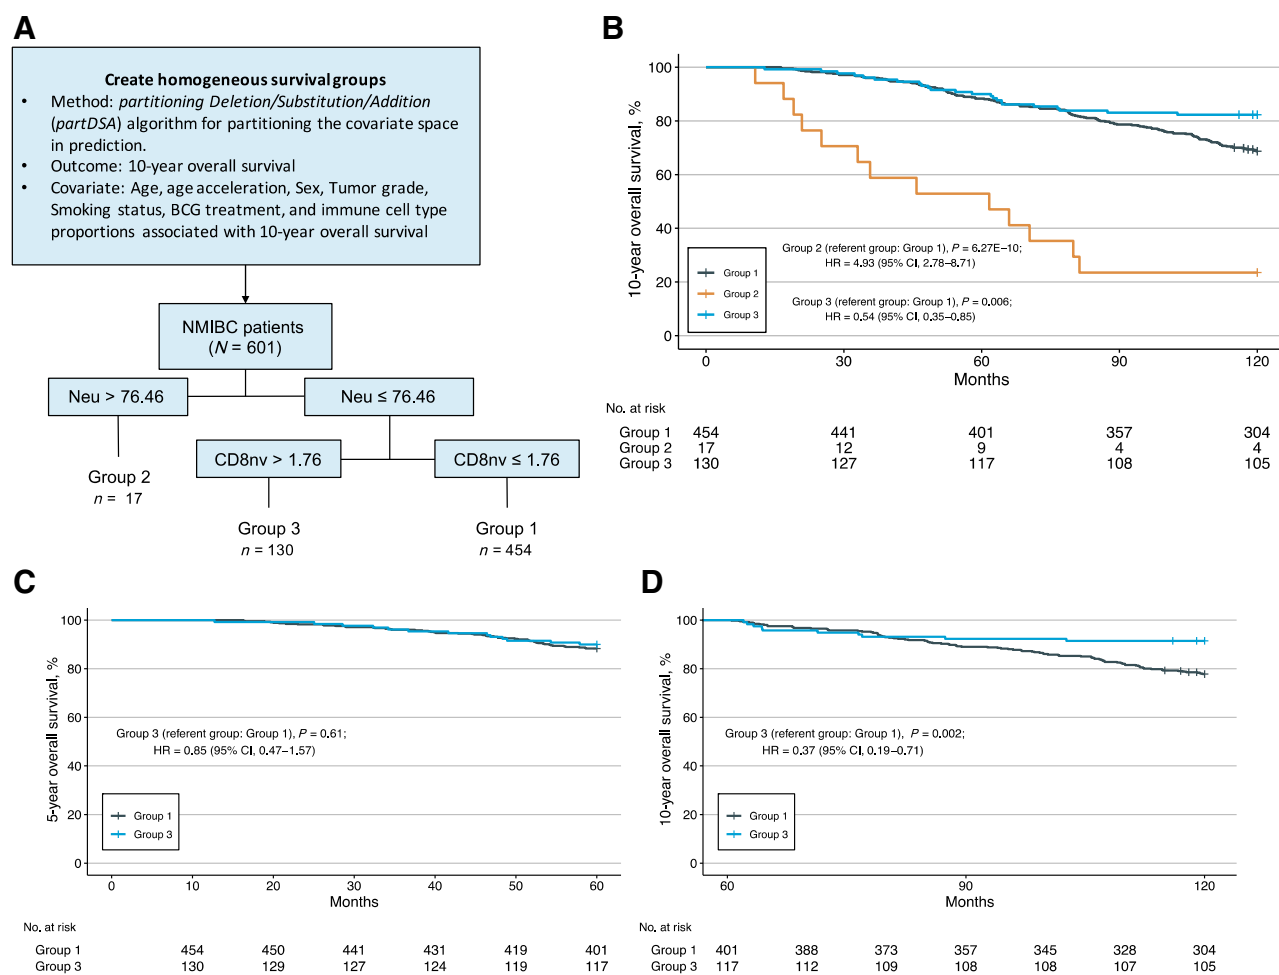 A
Create homogeneous survival groups
• Method: partitioning Deletion/Substitution/Addition
(partDSA) algorithm for partitioning the covariate space
in prediction.
• Outcome: 10-year overall survival
• Covariate: Age, age acceleration, Sex, Tumor grade,
Smoking status, BCG treatment, and immune cell type
proportions associated with 10-year overall survival
NMIBC patients
(N = 601)
Neu > 76.46
Neu ≤ 76.46
CD8nv > 1.76
CD8nv ≤ 1.76
Group 2
n = 17
Group 3
n = 130
Group 1
n = 454
B
10-year overall survival, %
100
80
60
40
20
0
Group 2 (referent group: Group 1), P = 6.27E−10;
HR = 4.93 (95% CI, 2.78–8.71)
Group 3 (referent group: Group 1), P = 0.006;
HR = 0.54 (95% CI, 0.35–0.85)
Group 1
Group 2
Group 3
0 30 60 90 120
Months
No. at risk
Group 1 454 441 401 357 304
Group 2 17 12 9 4 4
Group 3 130 127 117 108 105
C
5-year overall survival, %
100
80
60
40
20
0
Group 3 (referent group: Group 1), P = 0.61;
HR = 0.85 (95% CI, 0.47–1.57)
Group 1
Group 3
0 10 20 30 40 50 60
Months
No. at risk
Group 1 454 450 441 431 419 401
Group 3 130 129 127 124 119 117
D
10-year overall survival, %
100
80
60
40
20
0
Group 3 (referent group: Group 1), P = 0.002;
HR = 0.37 (95% CI, 0.19–0.71)
Group 1
Group 3
60 90 120
Months
No. at risk
Group 1 401 388 373 357 345 328 304
Group 3 117 112 109 108 108 107 105